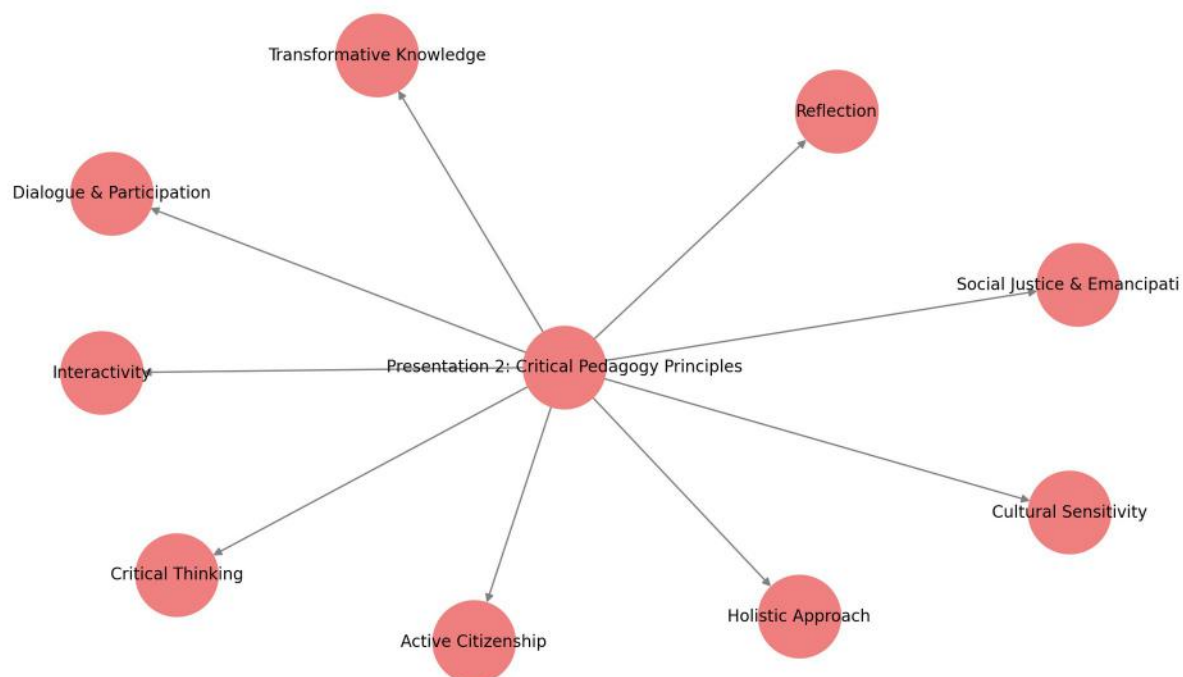 Transformative Knowledge
Reflection
Dialogue & Participation
Social Justice & Emancipati
Interactivity
Presentation 2: Critical Pedagogy Principles
Cultural Sensitivity
Critical Thinking
Holistic Approach
Active Citizenship